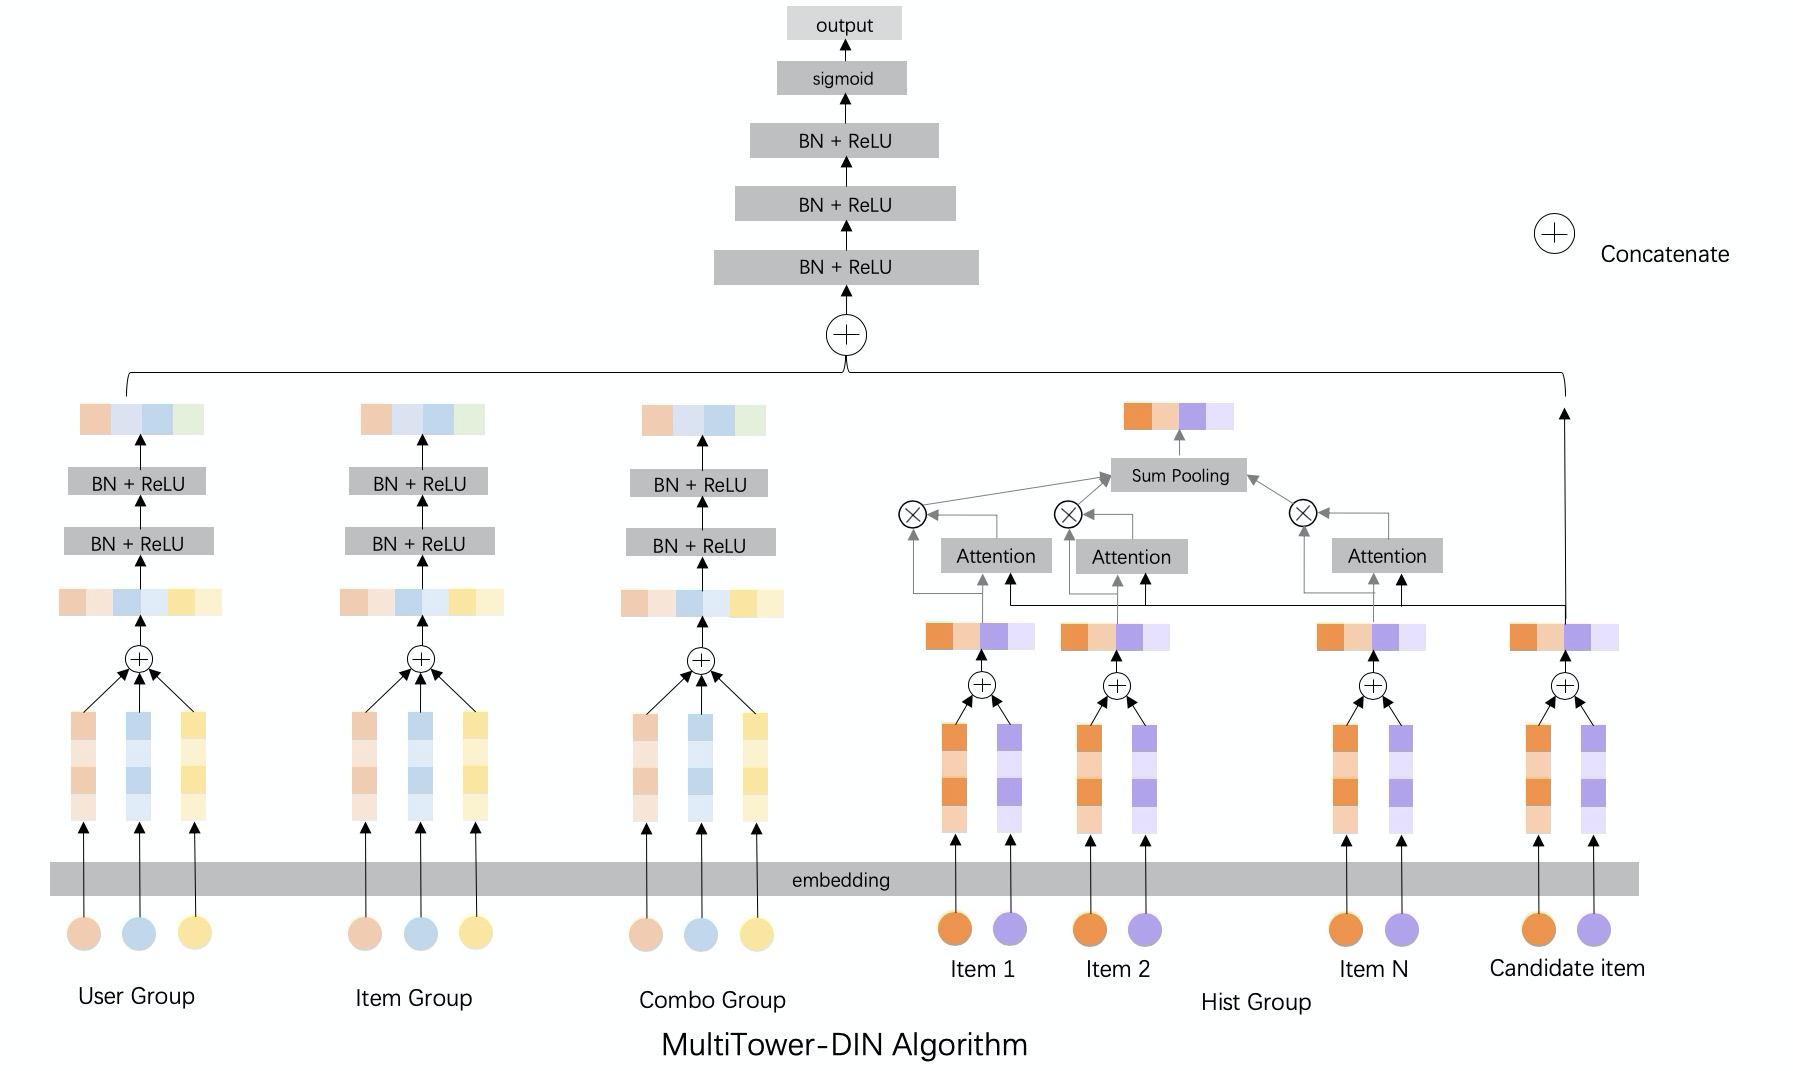 output
sigmoid
BN + ReLU
BN + ReLU
BN + ReLU
Concatenate
BN + ReLU
BN + ReLU
BN + ReLU
Sum Pooling
BN + ReLU
BN + ReLU
BN + ReLU
Attention
Attention
Attention
embedding
Item 1
Item 2
Item N
Candidate item
User Group
Item Group
Combo Group
Hist Group
MultiTower-DIN Algorithm